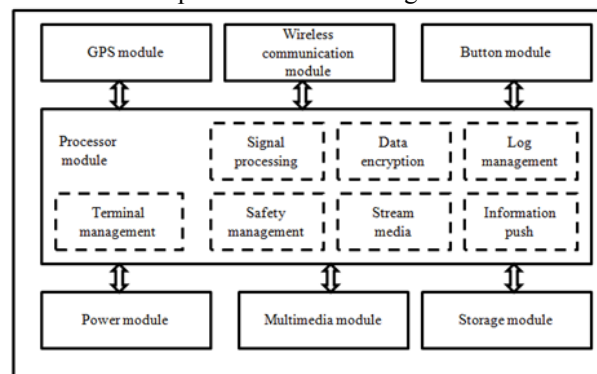 GPS module
Wireless
communication
module
Button module
Processor
module
Signal
processing
Data
encryption
Log
management
Terminal
management
Safety
management
Stream
media
Information
push
Power module
Multimedia module
Storage module